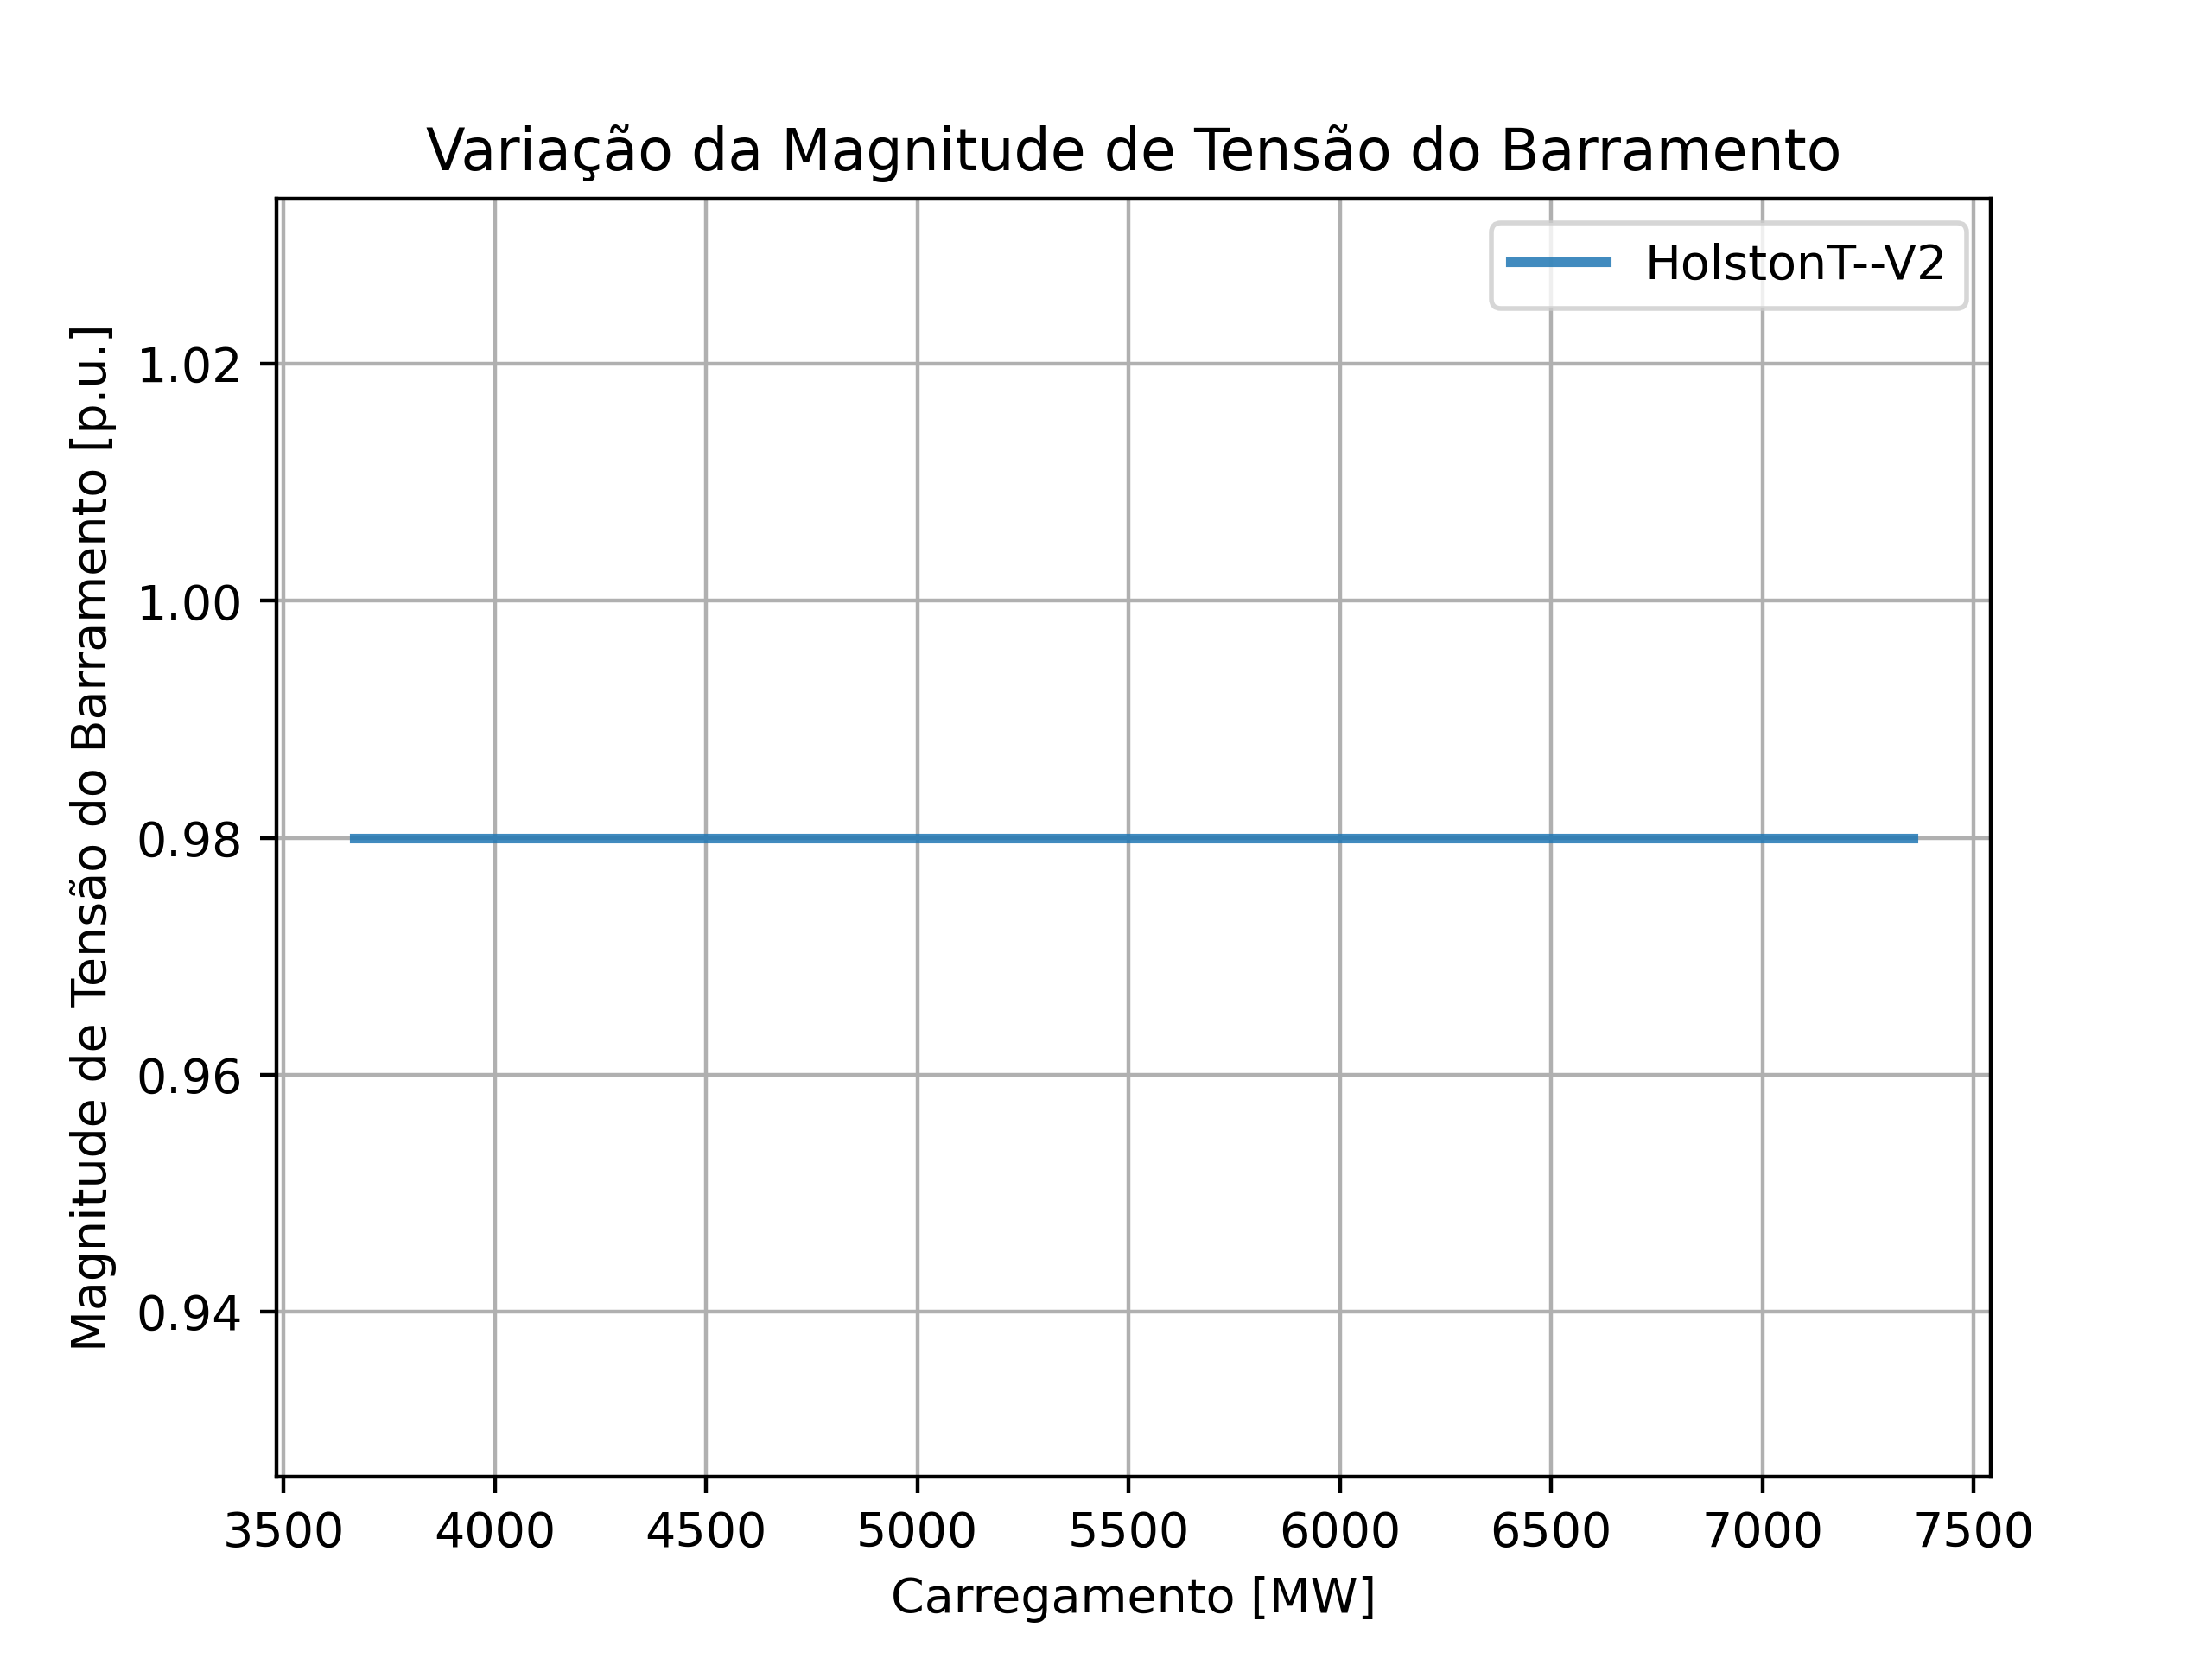 Variação da Magnitude de Tensão do Barramento
HolstonT--V2
Magnitude de Tensão do Barramento [p.u.]
1.02
1.00
0.98
0.96
0.94
3500 4000 4500 5000 5500 6000 6500 7000 7500
Carregamento [MW]